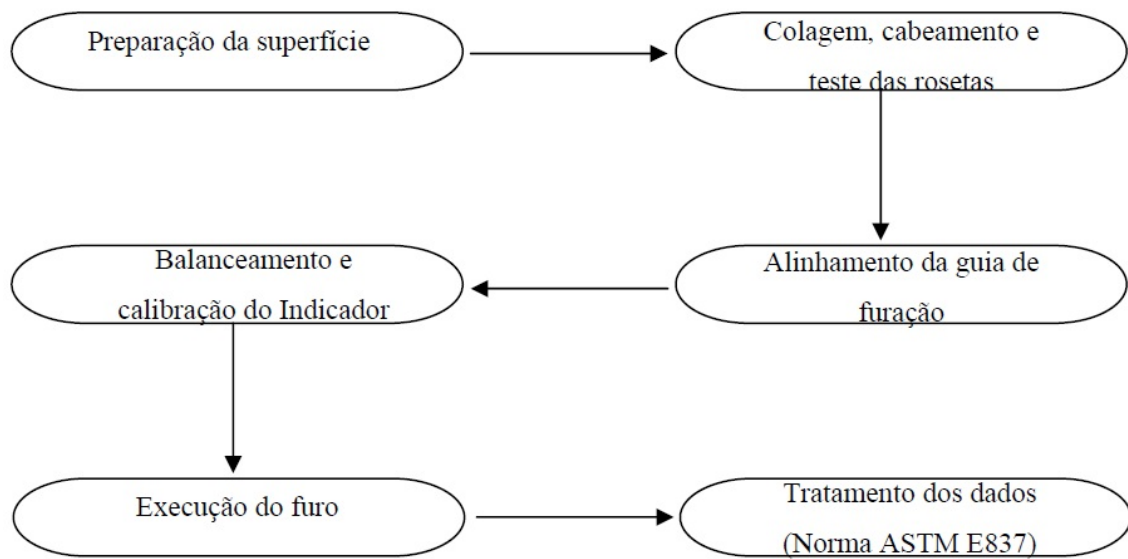 Preparação da superfície
Colagem, cabeamento e
teste das rosetas
Alinhamento da guia de
furação
Balanceamento e
calibração do Indicador
Execução do furo
Tratamento dos dados
(Norma ASTM E837)